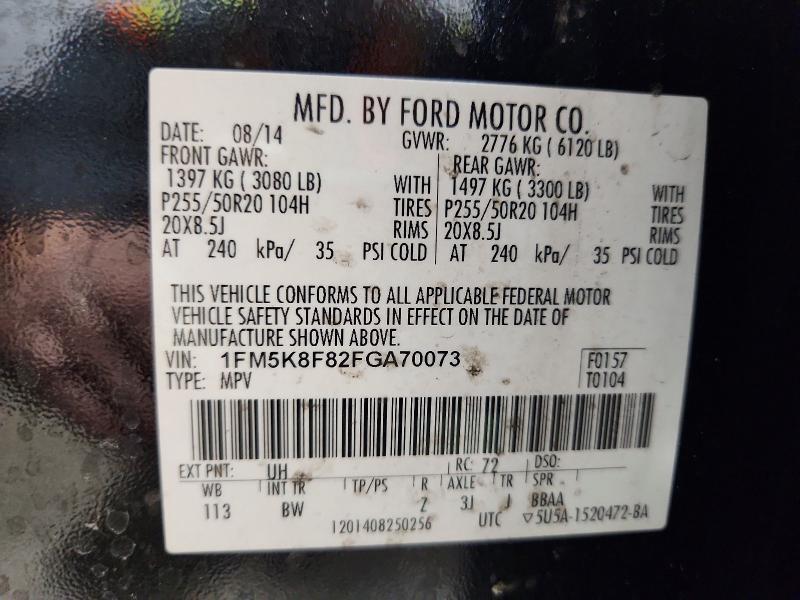 MFD. BY FORD MOTOR CO.
DATE: 08/14 GVWR: 2776 KG ( 6120 LB)
FRONT GAWR: REAR GAWR:
1397 KG ( 3080 LB) WITH 1497 KG ( 3300 LB) WITH
P255/50R20 104H TIRES P255/50R20 104H TIRES
20X8.5J RIMS 20X8.5J RIMS
AT 240 kPa/ 35 PSI COLD AT 240 kPa/ 35 PSI COLD
THIS VEHICLE CONFORMS TO ALL APPLICABLE FEDERAL MOTOR
VEHICLE SAFETY STANDARDS IN EFFECT ON THE DATE OF
MANUFACTURE SHOWN ABOVE.
VIN: 1FM5K8F82FGA70073 F0157
TYPE: MPV T0104
EXT PNT: UH RC: 72 DSO:
WB INT TR TP/PS R AXLE TR SPR
113 BW Z 3J J BBAA
1201408250256 UTC ▽5U5A-1520472-BA